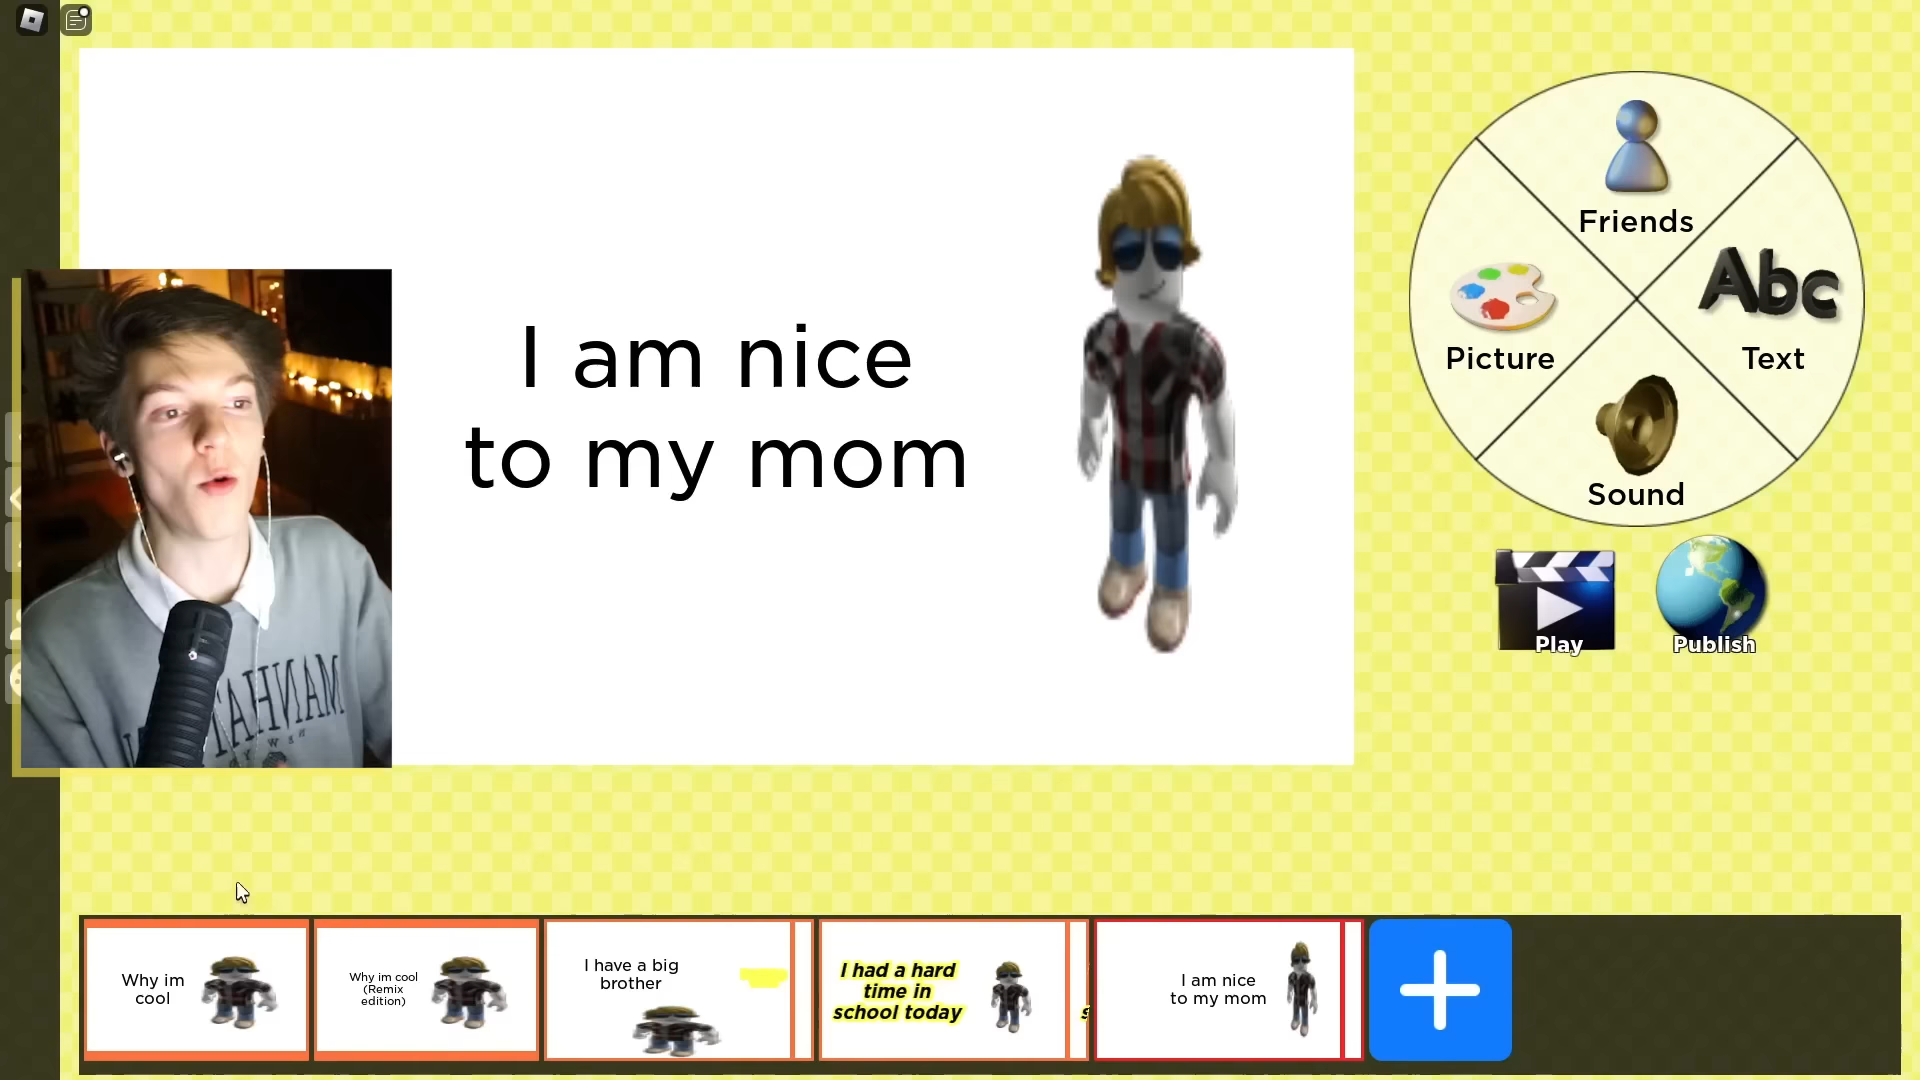 I am nice
to my mom
Friends
Picture
Abc
Text
Sound
Play
Publish
Why im
cool
Why im cool
(Remix
edition)
I have a big
brother
I had a hard
time in
school today
s
I am nice
to my mom